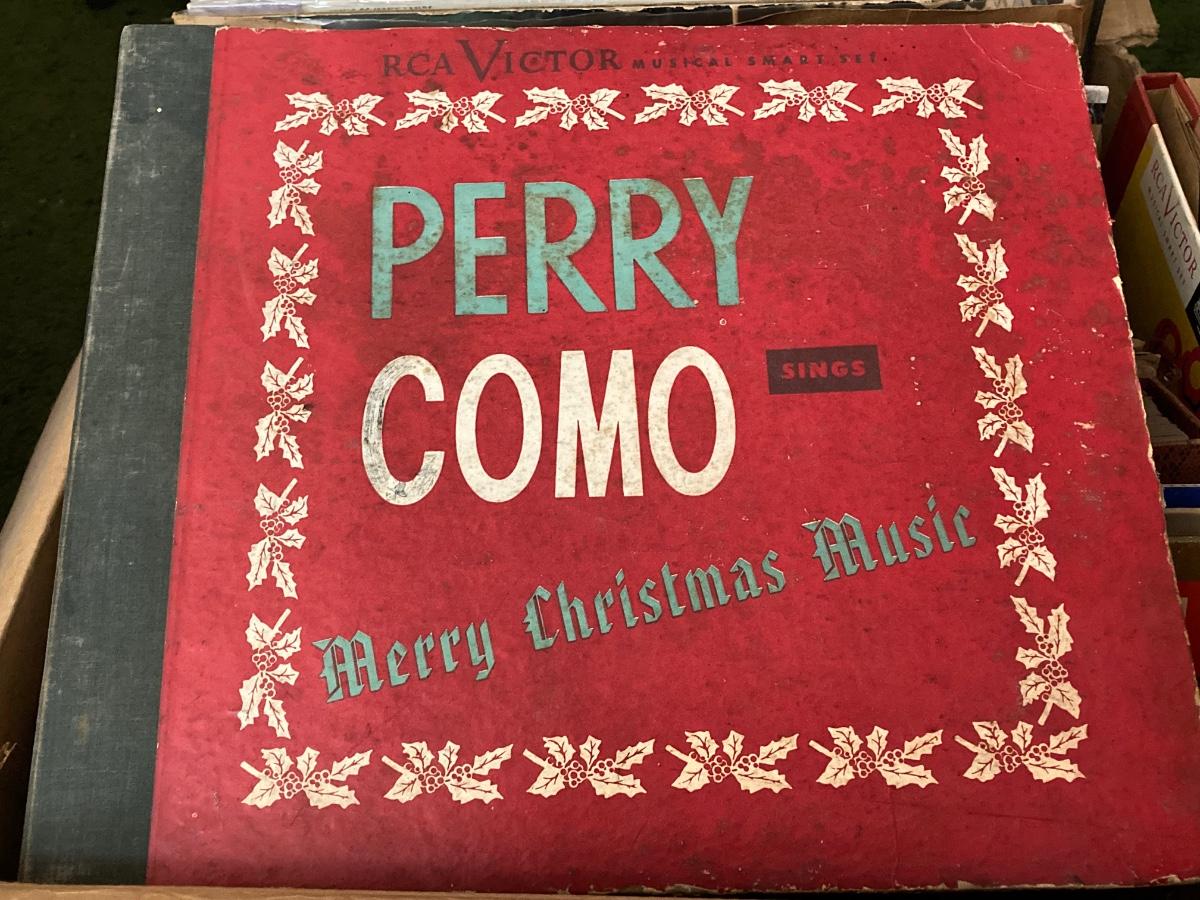 RCA VICTOR MUSICAL SMART SET.
PERRY
COMO
SINGS
Merry Christmas Music
RCA VICTOR